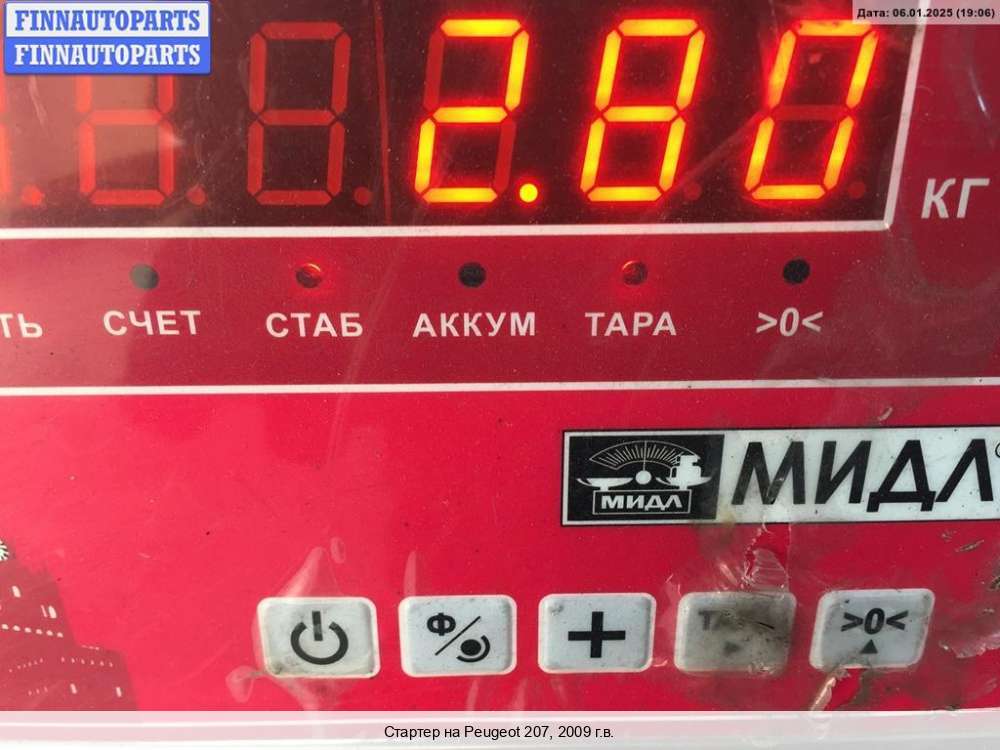 FINNAUTOPARTS
FINNAUTOPARTS
Дата: 06.01.2025 (19:06)
2.80
КГ
ТЬ СЧЕТ СТАБ АККУМ ТАРА >0<
МИДЛ МИДЛ
Ф
+
>0<
Стартер на Peugeot 207, 2009 г.в.